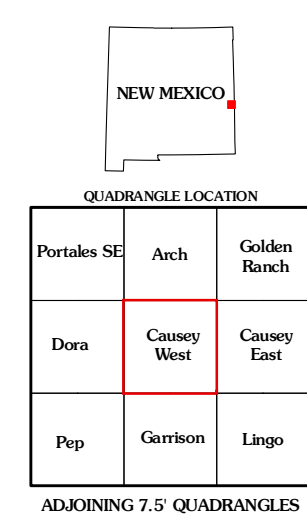 NEW MEXICO
QUADRANGLE LOCATION
Portales SE
Arch
Golden
Ranch
Dora
Causey
West
Causey
East
Pep
Garrison
Lingo
ADJOINING 7.5' QUADRANGLES